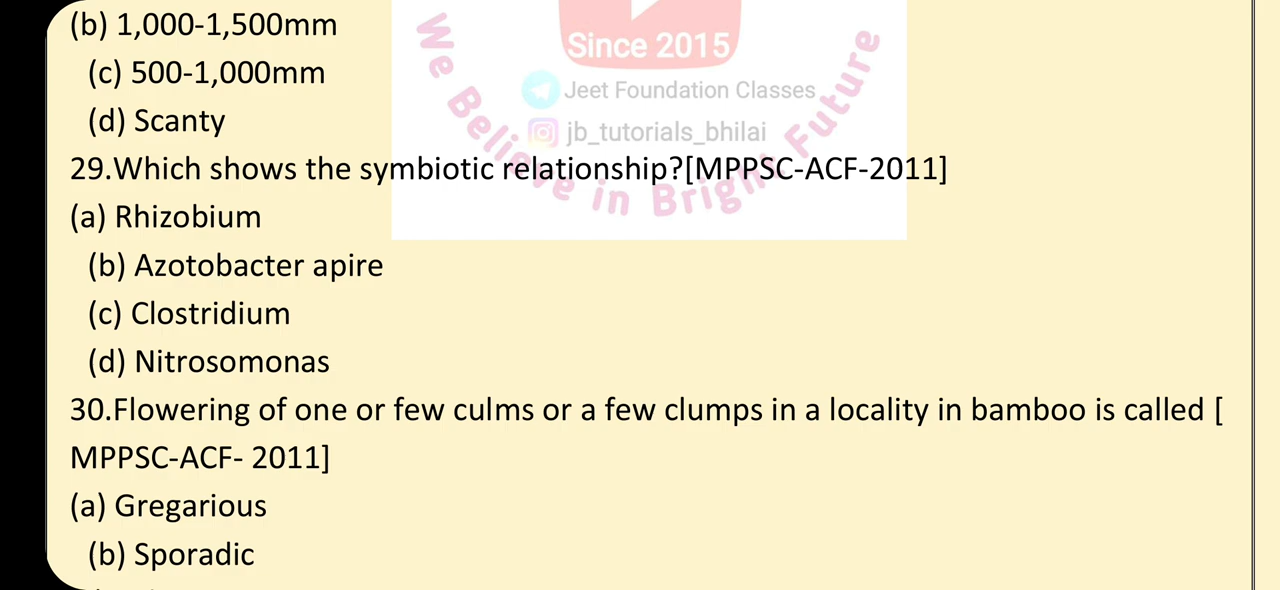 (b) 1,000-1,500mm
Since 2015
(c) 500-1,000mm
Jeet Foundation Classes
(d) Scanty
jb_tutorials_bhilai
We Believe in Bright Future
29.Which shows the symbiotic relationship?[MPPSC-ACF-2011]
(a) Rhizobium
(b) Azotobacter apire
(c) Clostridium
(d) Nitrosomonas
30.Flowering of one or few culms or a few clumps in a locality in bamboo is called [
MPPSC-ACF- 2011]
(a) Gregarious
(b) Sporadic